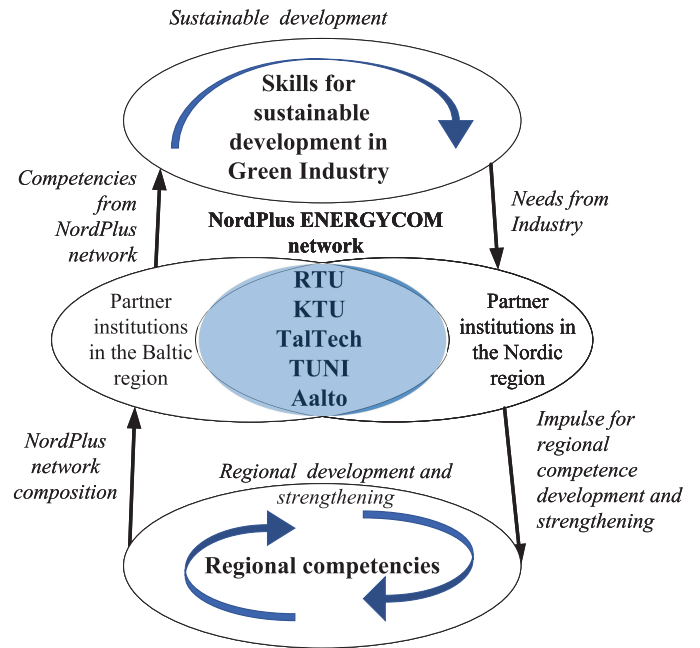 Sustainable development
Skills for
sustainable
development in
Green Industry
Competencies
from
NordPlus
network
Needs from
Industry
NordPlus ENERGYCOM
network
Partner
institutions
in the Baltic
region
RTU
KTU
TalTech
TUNI
Aalto
Partner
institutions in
the Nordic
region
NordPlus
network
composition
Impulse for
regional
competence
development and
strengthening
Regional development and
strengthening
Regional competencies